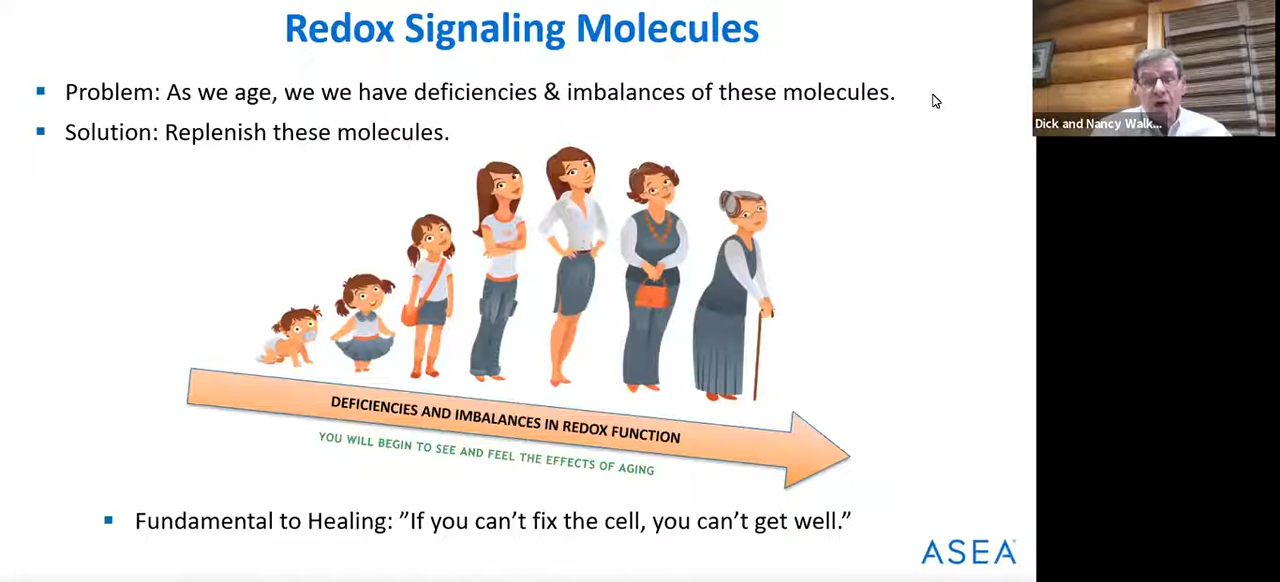 Redox Signaling Molecules
▪ Problem: As we age, we we have deficiencies & imbalances of these molecules.
▪ Solution: Replenish these molecules.
Dick and Nancy Walk...
DEFICIENCIES AND IMBALANCES IN REDOX FUNCTION
YOU WILL BEGIN TO SEE AND FEEL THE EFFECTS OF AGING
▪ Fundamental to Healing: ”If you can’t fix the cell, you can’t get well.”
ASEA